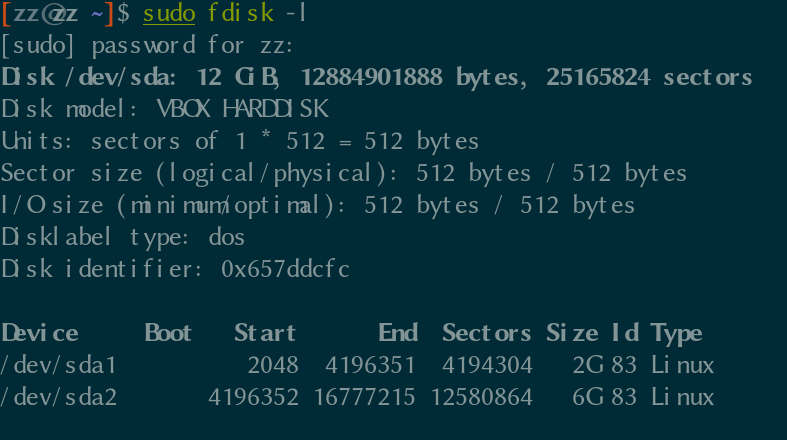 [zz@zz ~]$ sudo fdisk -l
[sudo] password for zz:
Disk /dev/sda: 12 GiB, 12884901888 bytes, 25165824 sectors
Disk model: VBOX HARDDISK
Units: sectors of 1 * 512 = 512 bytes
Sector size (logical/physical): 512 bytes / 512 bytes
I/O size (minimum/optimal): 512 bytes / 512 bytes
Disklabel type: dos
Disk identifier: 0x657ddcfc
Device Boot Start End Sectors Size Id Type
/dev/sda1 2048 4196351 4194304 2G 83 Linux
/dev/sda2 4196352 16777215 12580864 6G 83 Linux